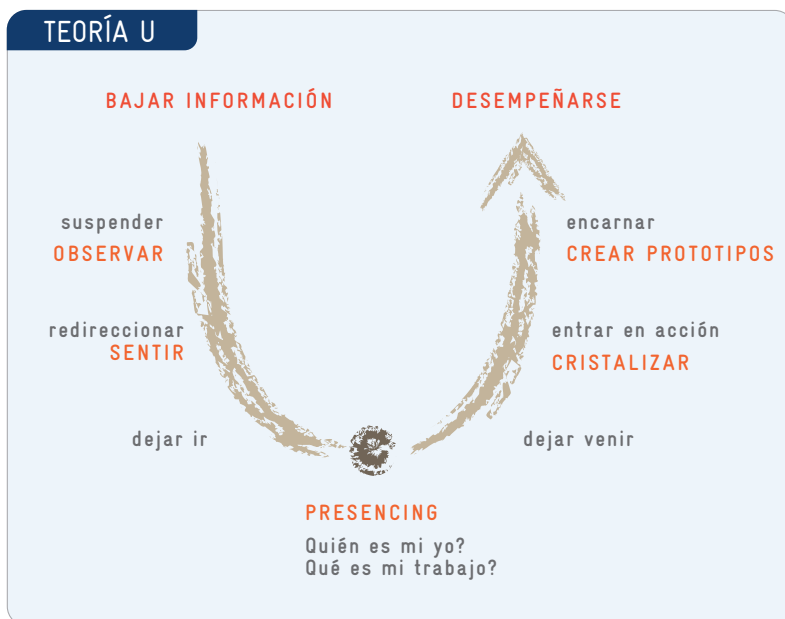 TEORÍA U
BAJAR INFORMACIÓN
DESEMPEÑARSE
suspender
OBSERVAR
encarnar
CREAR PROTOTIPOS
redireccionar
SENTIR
entrar en acción
CRISTALIZAR
dejar ir
dejar venir
PRESENCING
Quién es mi yo?
Qué es mi trabajo?